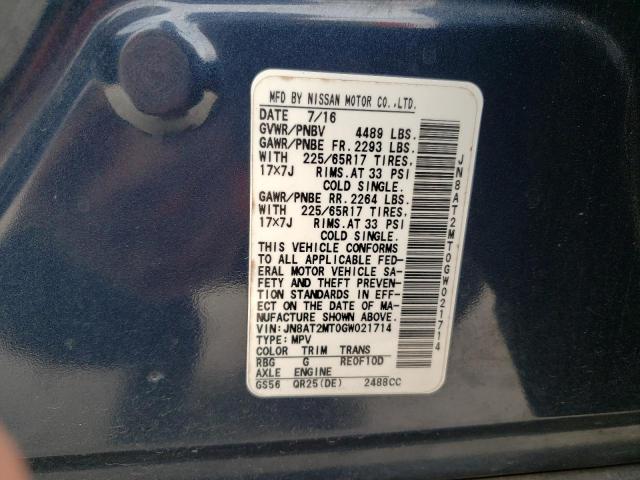 MFD BY NISSAN MOTOR CO.,LTD.
DATE 7/16
GVWR/PNBV 4489 LBS.
GAWR/PNBE FR. 2293 LBS.
WITH 225/65R17 TIRES.
17×7J RIMS.AT 33 PSI
COLD SINGLE.
GAWR/PNBE RR. 2264 LBS.
WITH 225/65R17 TIRES.
17×7J RIMS.AT 33 PSI
COLD SINGLE.
THIS VEHICLE CONFORMS
TO ALL APPLICABLE FED-
ERAL MOTOR VEHICLE SA-
FETY AND THEFT PREVEN-
TION STANDARDS IN EFF-
ECT ON THE DATE OF MA-
NUFACTURE SHOWN ABOVE.
VIN: JN8AT2MT0GW021714
TYPE: MPV
COLOR TRIM TRANS
RBG G RE0F10D
AXLE ENGINE
GS56 QR25(DE) 2488CC
JN8AT2MT0GW021714